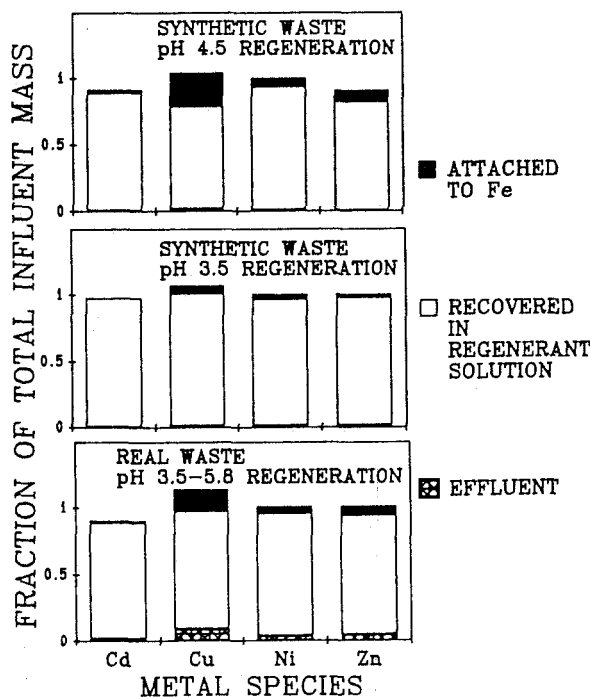 FRACTION OF TOTAL INFLUENT MASS
SYNTHETIC WASTE
pH 4.5 REGENERATION
1
0.5
0
SYNTHETIC WASTE
pH 3.5 REGENERATION
1
0.5
0
REAL WASTE
pH 3.5-5.8 REGENERATION
1
0.5
0
Cd Cu Ni Zn
METAL SPECIES
ATTACHED
TO Fe
RECOVERED
IN
REGENERANT
SOLUTION
EFFLUENT